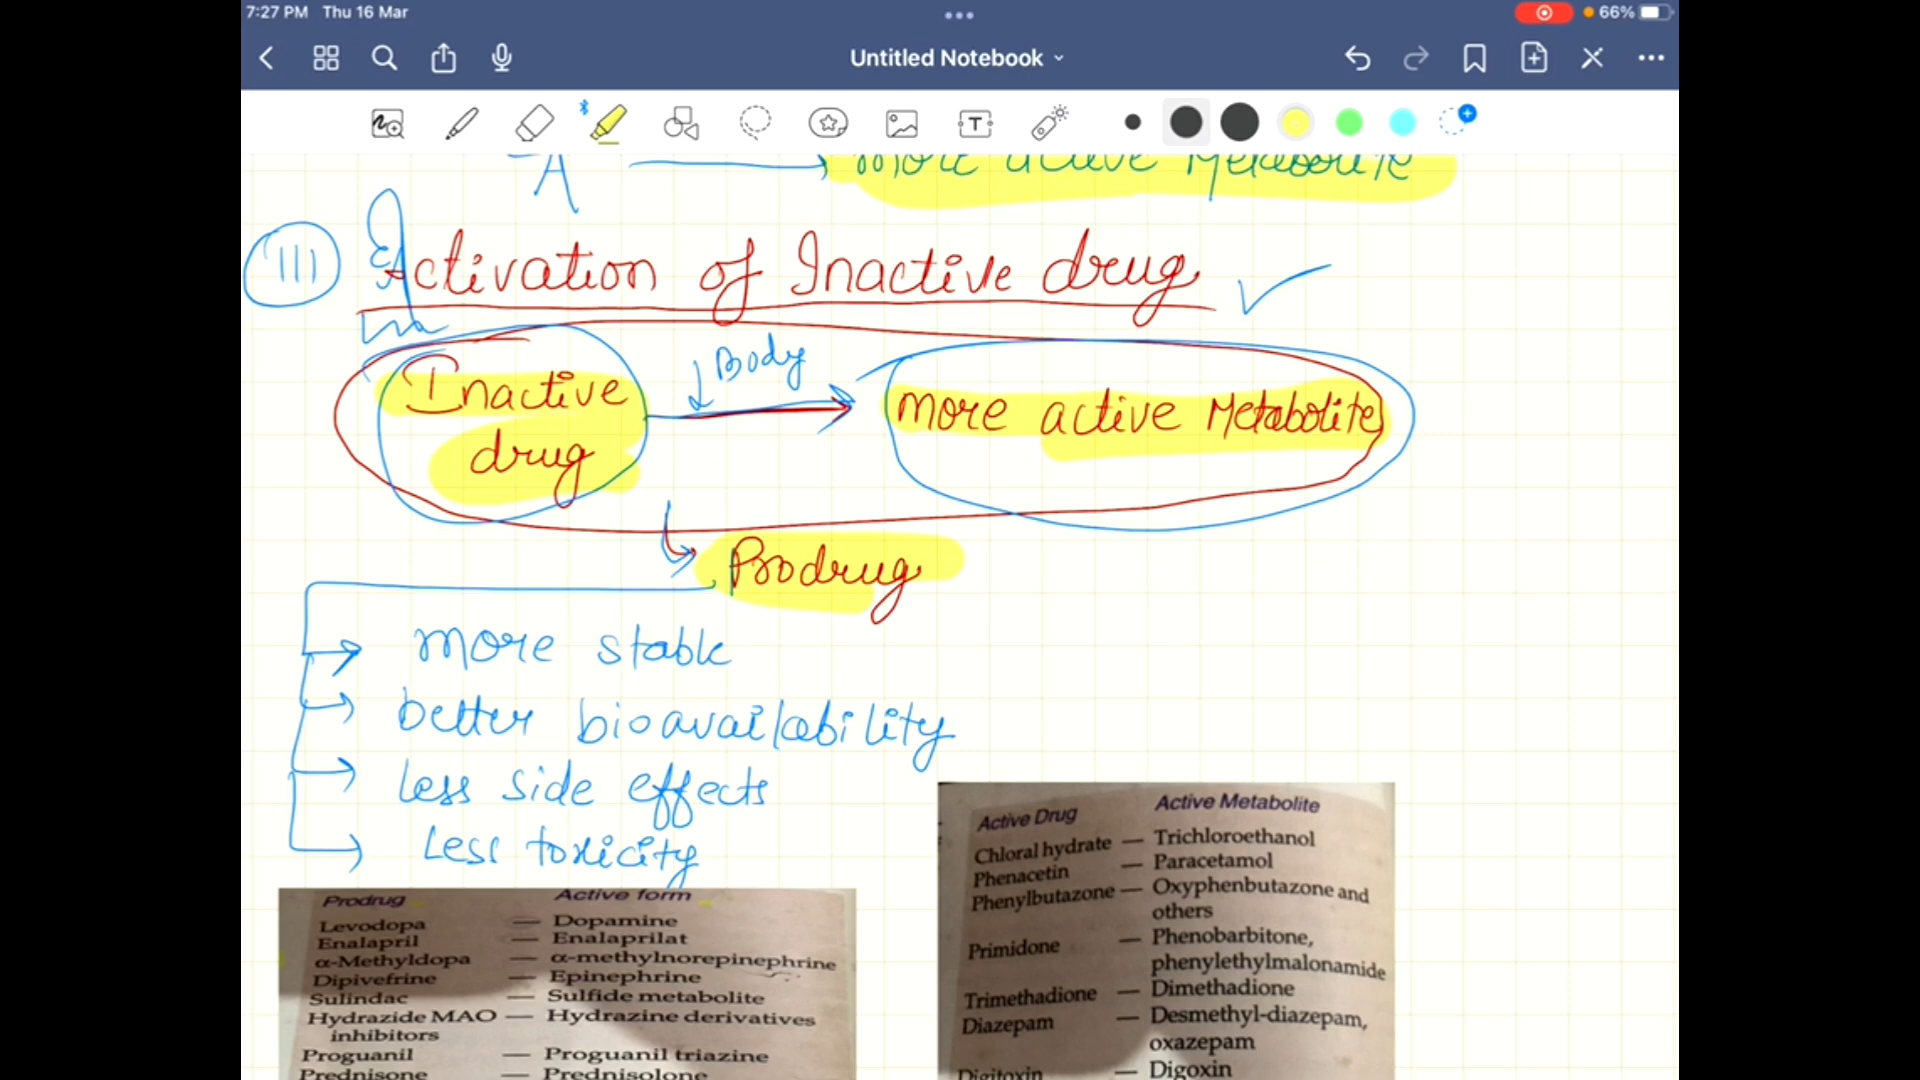 7:27 PM Thu 16 Mar
66%
Untitled Notebook
A more active Metabolite
III Activation of Inactive drug
Body
Inactive drug
more active Metabolite
Prodrug
more stable
better bioavailability
less side effects
Less toxicity
Prodrug Active form
Levodopa — Dopamine
Enalapril — Enalaprilat
α-Methyldopa — α-methylnorepinephrine
Dipivefrine — Epinephrine
Sulindac — Sulfide metabolite
Hydrazide MAO — Hydrazine derivatives
inhibitors
Proguanil — Proguanil triazine
Prednisone — Prednisolone
Active Drug Active Metabolite
Chloral hydrate — Trichloroethanol
Phenacetin — Paracetamol
Phenylbutazone — Oxyphenbutazone and
others
Primidone — Phenobarbitone,
phenylethylmalonamide
Trimethadione — Dimethadione
Diazepam — Desmethyl-diazepam,
oxazepam
Digitoxin — Digoxin